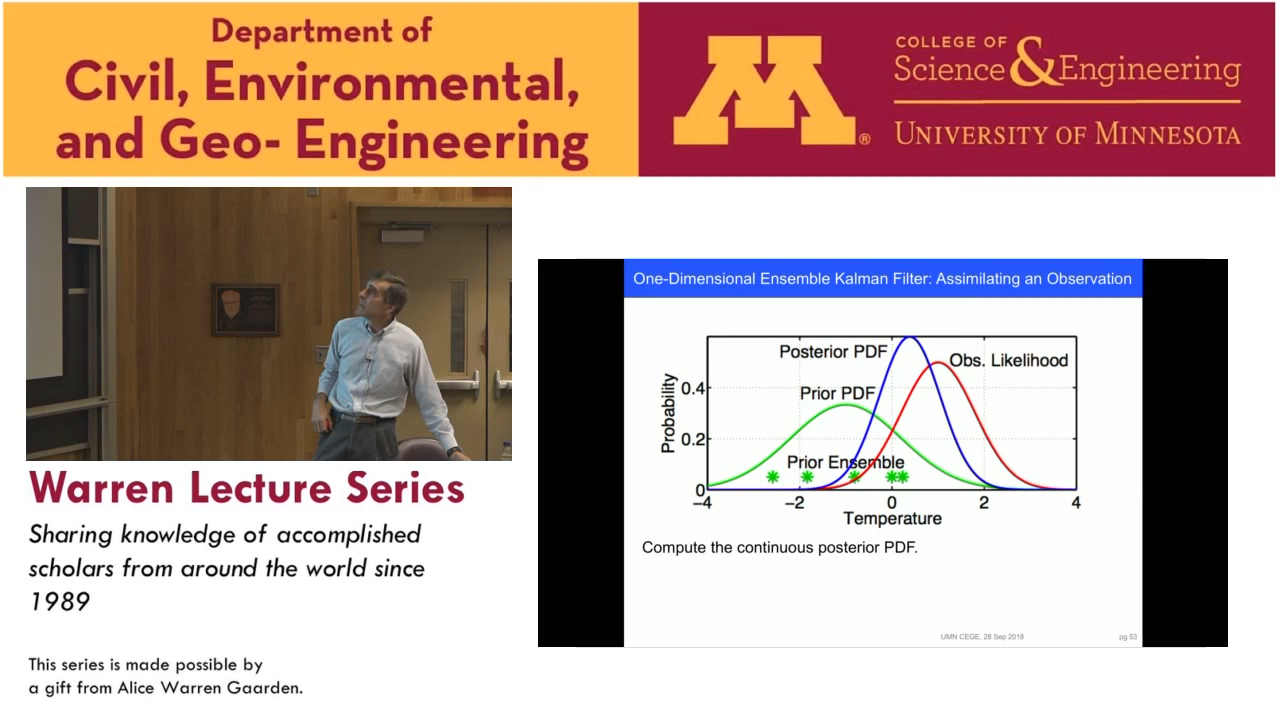 Department of
Civil, Environmental,
and Geo- Engineering
M®
COLLEGE OF
Science & Engineering
UNIVERSITY OF MINNESOTA
Warren Lecture Series
Sharing knowledge of accomplished
scholars from around the world since
1989
This series is made possible by
a gift from Alice Warren Gaarden.
One-Dimensional Ensemble Kalman Filter: Assimilating an Observation
Posterior PDF
Obs. Likelihood
Prior PDF
Prior Ensemble
Probability
0.4
0.2
0
−4 −2 0 2 4
Temperature
Compute the continuous posterior PDF.
UMN CEGE, 28 Sep 2018 pg 53